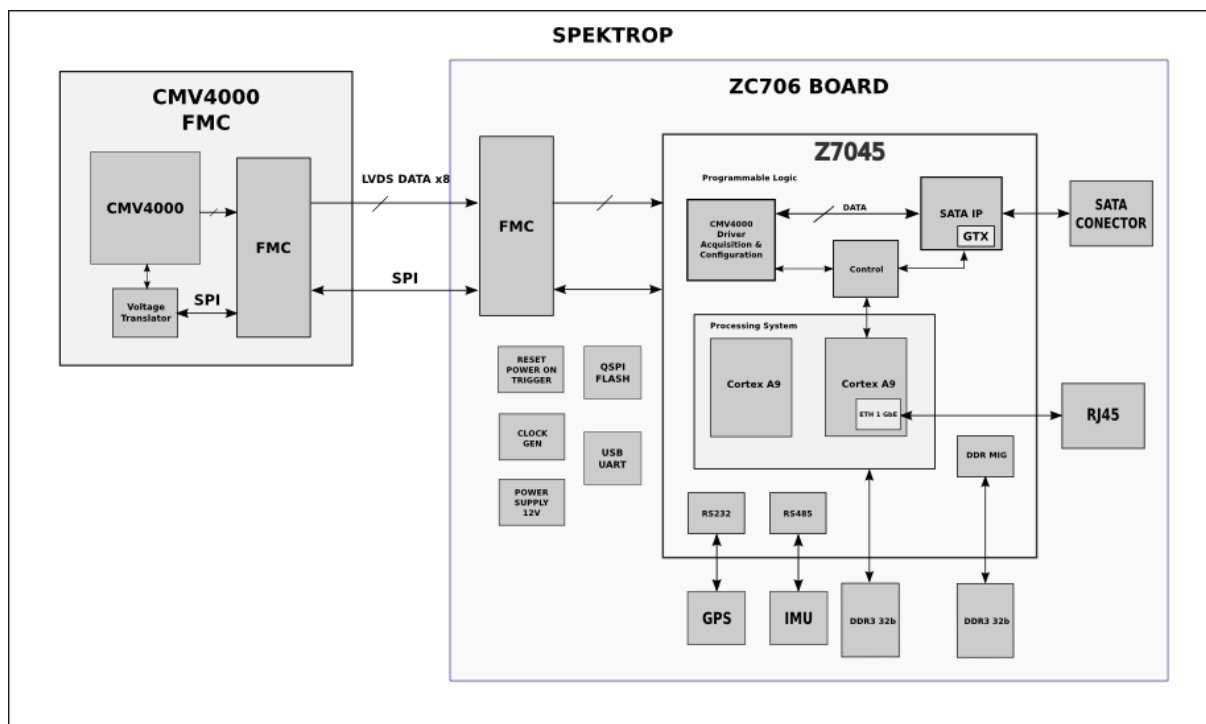 SPEKTROP
CMV4000
FMC
CMV4000
FMC
Voltage
Translator
SPI
LVDS DATA x8
SPI
ZC706 BOARD
FMC
RESET
POWER ON
TRIGGER
QSPI
FLASH
CLOCK
GEN
USB
UART
POWER
SUPPLY
12V
Z7045
Programmable Logic
CMV4000
Driver
Acquisition &
Configuration
DATA
SATA IP
GTX
Control
Processing System
Cortex A9
Cortex A9
ETH 1 GbE
DDR MIG
RS232
RS485
GPS
IMU
DDR3 32b
DDR3 32b
SATA
CONECTOR
RJ45